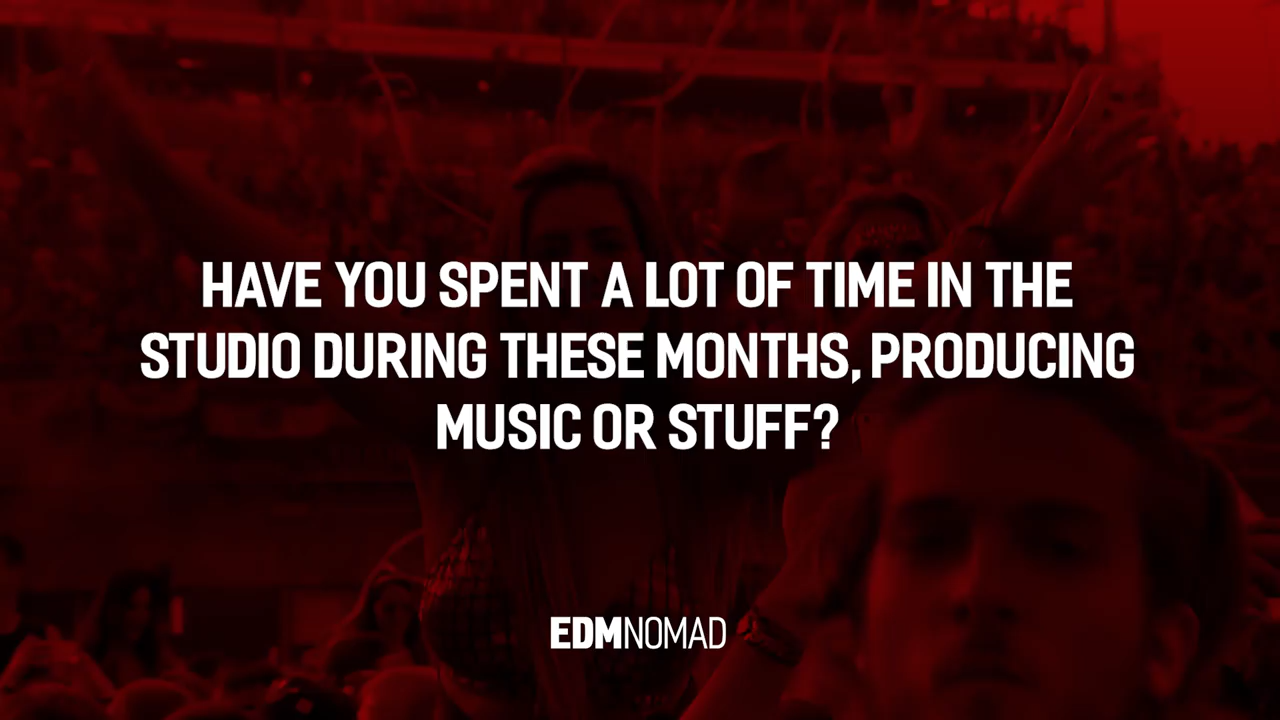 HAVE YOU SPENT A LOT OF TIME IN THE
STUDIO DURING THESE MONTHS, PRODUCING
MUSIC OR STUFF?
EDMNOMAD